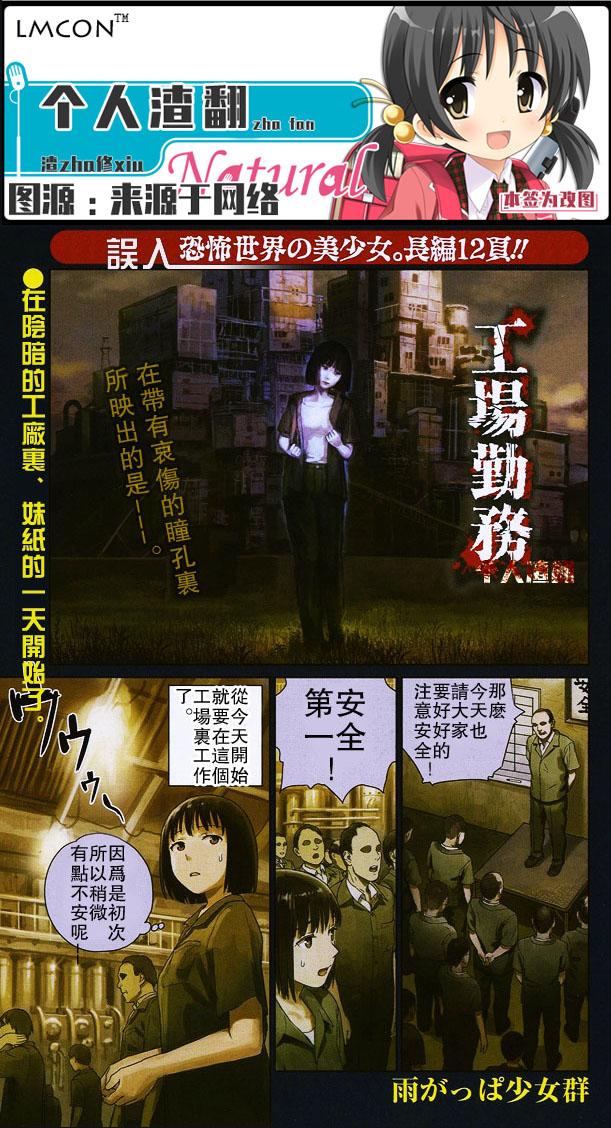 LMCON™
个人渣翻
zha fan
渣zha修xiu
Natural
图源：来源于网络
本签为改图
誤入恐怖世界の美少女。長編12頁!!
●在陰暗的工廠裏、妹紙的一天開始了。
工場勤務
个人渣翻
在帶有哀傷的瞳孔裏
所映出的是——。
那麽
今天也
請大家
要好好的
注意安全
的！
安全
安全
第一！
從今天開始
就要在這個
工場裏工作
了。
ウゥウゥ〜
因爲是初次
所以稍微
有點不安呢！
雨がっぱ少女群